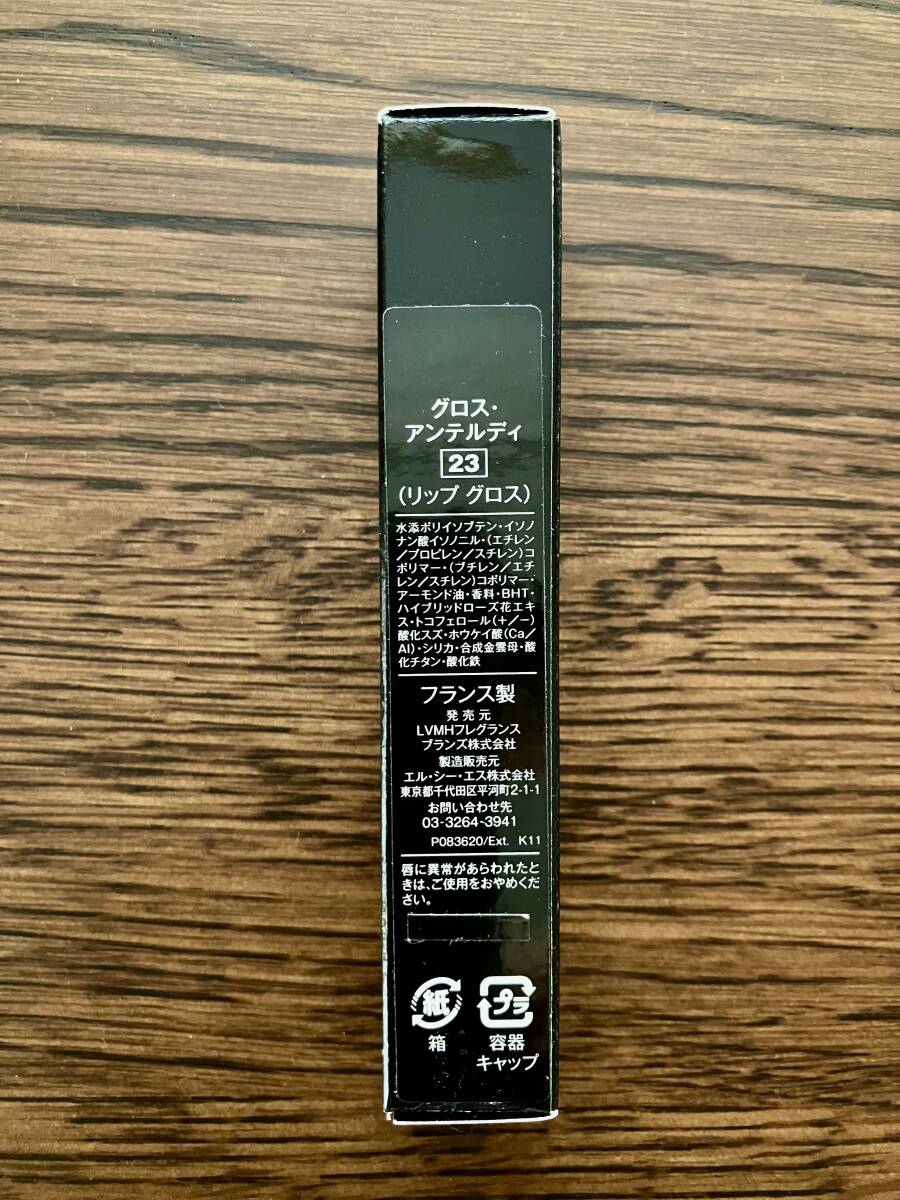 グロス・
アンテルディ
23
(リップ グロス)
水添ポリイソブテン・イソノ
ナン酸イソノニル・(エチレン
/プロピレン/スチレン)コ
ポリマー・(ブチレン/エチ
レン/スチレン)コポリマー・
アーモンド油・香料・BHT・
ハイブリッドローズ花エキ
ス・トコフェロール(+/-)
酸化スズ・ホウケイ酸(Ca/
Al)・シリカ・合成金雲母・酸
化チタン・酸化鉄
フランス製
発売元
LVMHフレグランス
ブランズ株式会社
製造販売元
エル・シー・エス株式会社
東京都千代田区平河町2-1-1
お問い合わせ先
03-3264-3941
P083620/Ext. K11
唇に異常があらわれたと
きは、ご使用をおやめくだ
さい。
紙 プラ
箱 容器
キャップ